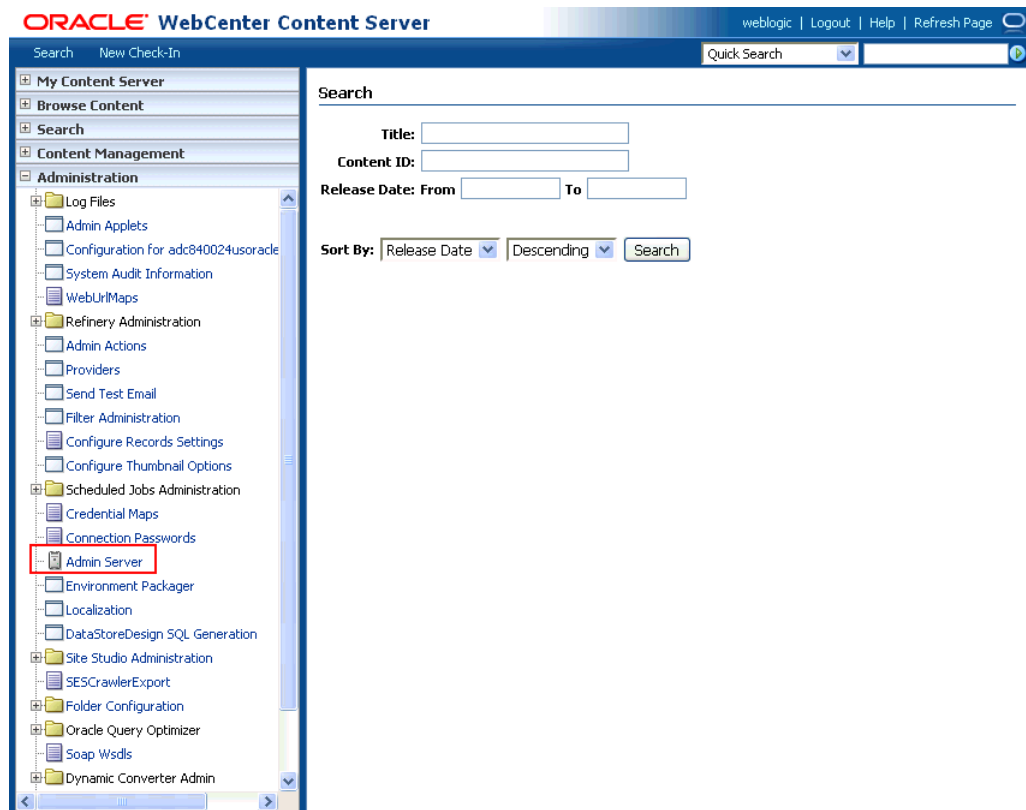 ORACLE® WebCenter Content Server
weblogic | Logout | Help | Refresh Page
Search New Check-In
Quick Search
My Content Server
Browse Content
Search
Content Management
Administration
Log Files
Admin Applets
Configuration for adc840024usoracle
System Audit Information
WebUrlMaps
Refinery Administration
Admin Actions
Providers
Send Test Email
Filter Administration
Configure Records Settings
Configure Thumbnail Options
Scheduled Jobs Administration
Credential Maps
Connection Passwords
Admin Server
Environment Packager
Localization
DataStoreDesign SQL Generation
Site Studio Administration
SESCrawlerExport
Folder Configuration
Oracle Query Optimizer
Soap Wsdls
Dynamic Converter Admin
Search
Title:
Content ID:
Release Date: From To
Sort By: Release Date Descending Search